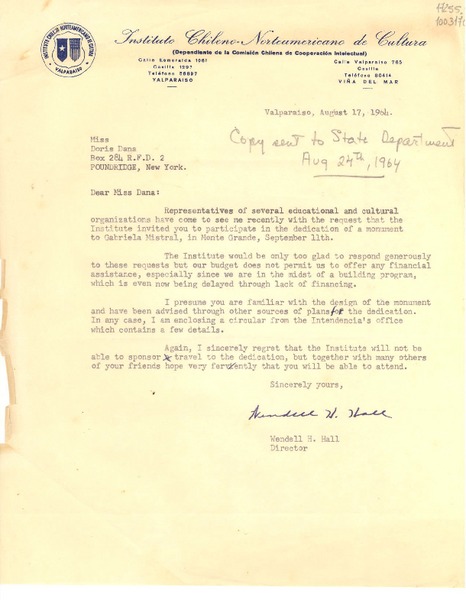 Hiss.
Instituto Chileno-Norteamericano de Cultura
(Dependiente de la Comisión Chilena de Cooperación Intelectual)
INSTITUTO CHILENO NORTEAMERICANO DE CULTURA
VALPARAISO
Calle Esmeralda 1061
Casilla 1297
Teléfono
VALPARAISO
Calle Valparaíso 265
Casilla
Teléfono 80414
VIÑA DEL MAR
Valparaiso, August 17, 1964.
Copy sent to State Department
Aug 24th, 1964
Miss
Doris Dana
Box 284 R.F.D. 2
POUNDRIDGE, New York.
Dear Miss Dana:
Representatives of several educational and cultural
organizations have come to see me recently with the request that the
Institute invited you to participate in the dedication of a monument
to Gabriela Mistral, in Monte Grande, September 11th.
The Institute would be only too glad to respond generously
to these requests but our budget does not permit us to offer any financial
assistance, especially since we are in the midst of a building program,
which is even now being delayed through lack of financing.
I presume you are familiar with the design of the monument
and have been advised through other sources of plans for the dedication.
In any case, I am enclosing a circular from the Intendencia's office
which contains a few details.
Again, I sincerely regret that the Institute will not be
able to sponsor travel to the dedication, but together with many others
of your friends hope very fervently that you will be able to attend.
Sincerely yours,
Wendell H. Hall
Wendell H. Hall
Director